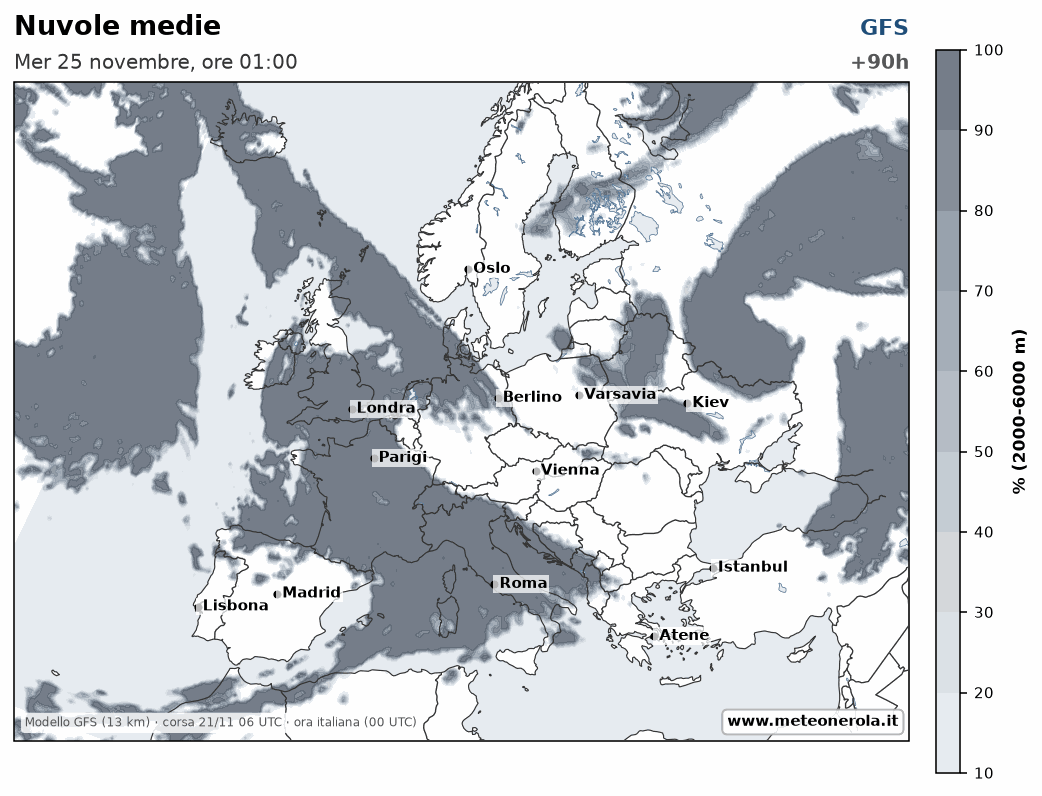 Nuvole medie
GFS
Mer 25 novembre, ore 01:00
+90h
100
90
80
70
60
50
40
30
20
10
% (2000-6000 m)
Oslo
Londra
Berlino
Varsavia
Kiev
Parigi
Vienna
Roma
Istanbul
Madrid
Lisbona
Atene
Modello GFS (13 km) · corsa 21/11 06 UTC · ora italiana (00 UTC)
www.meteonerola.it